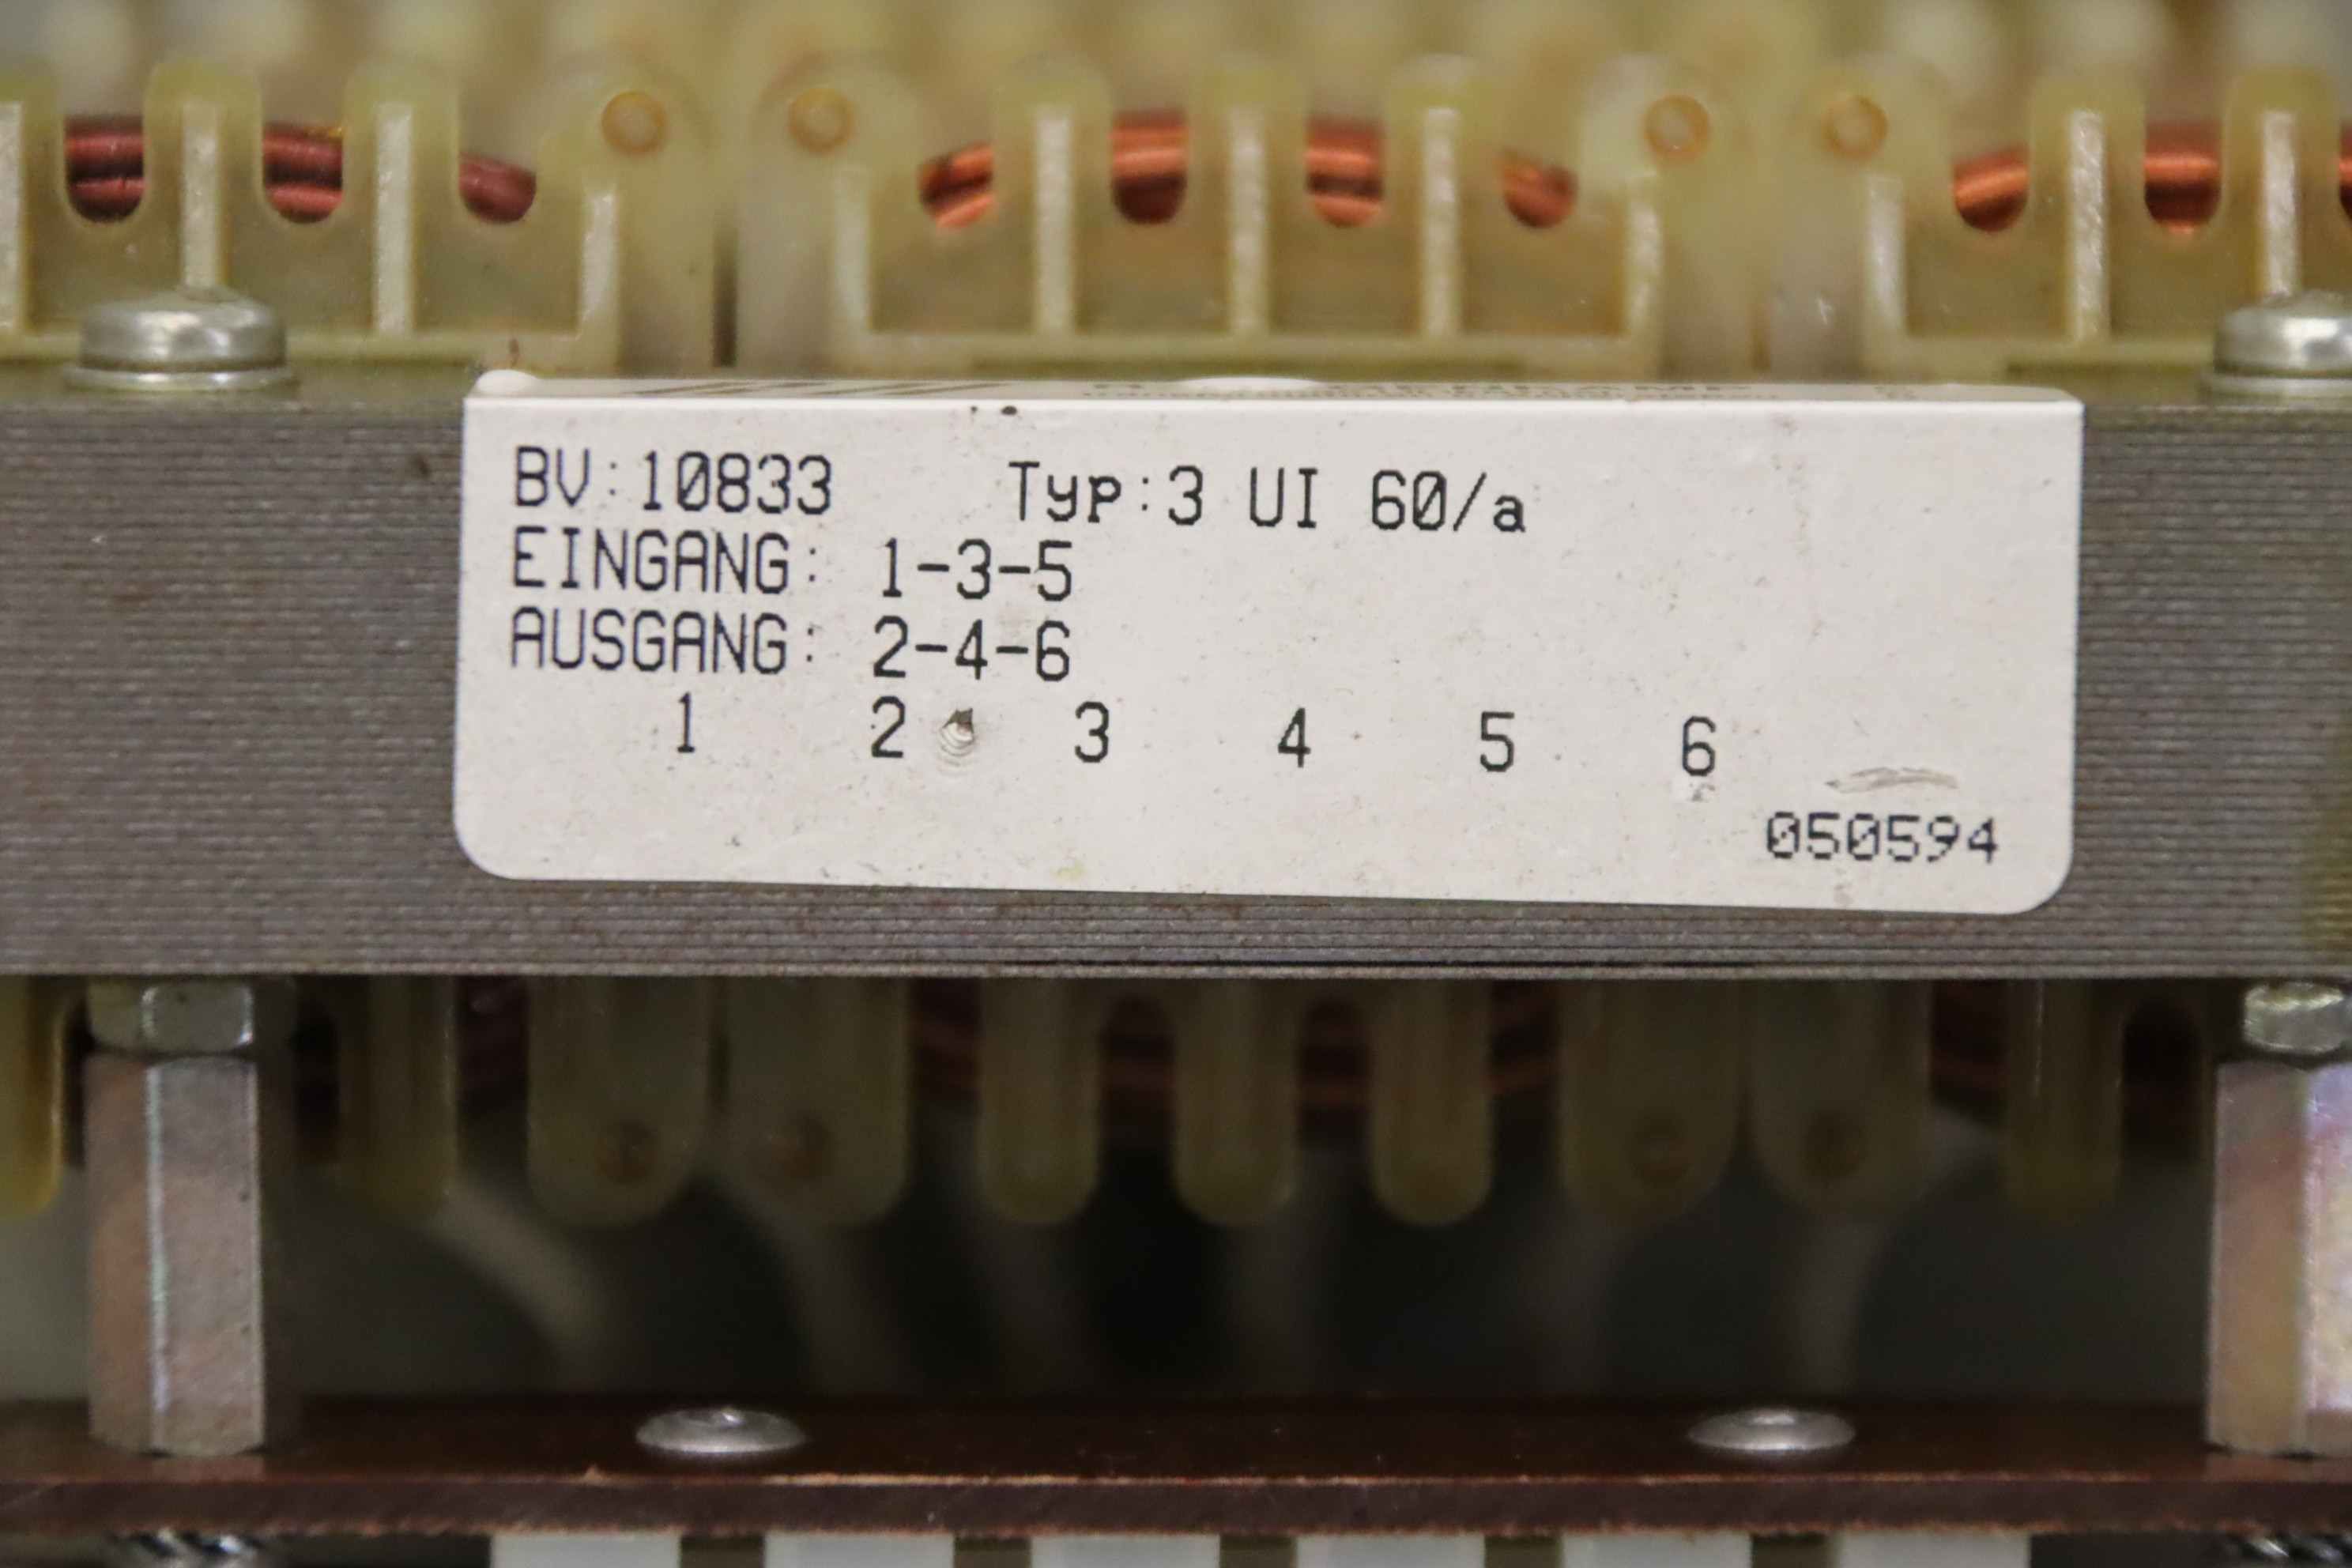 BV:10833 Typ:3 UI 60/a
EINGANG: 1-3-5
AUSGANG: 2-4-6
1 2 3 4 5 6
050594